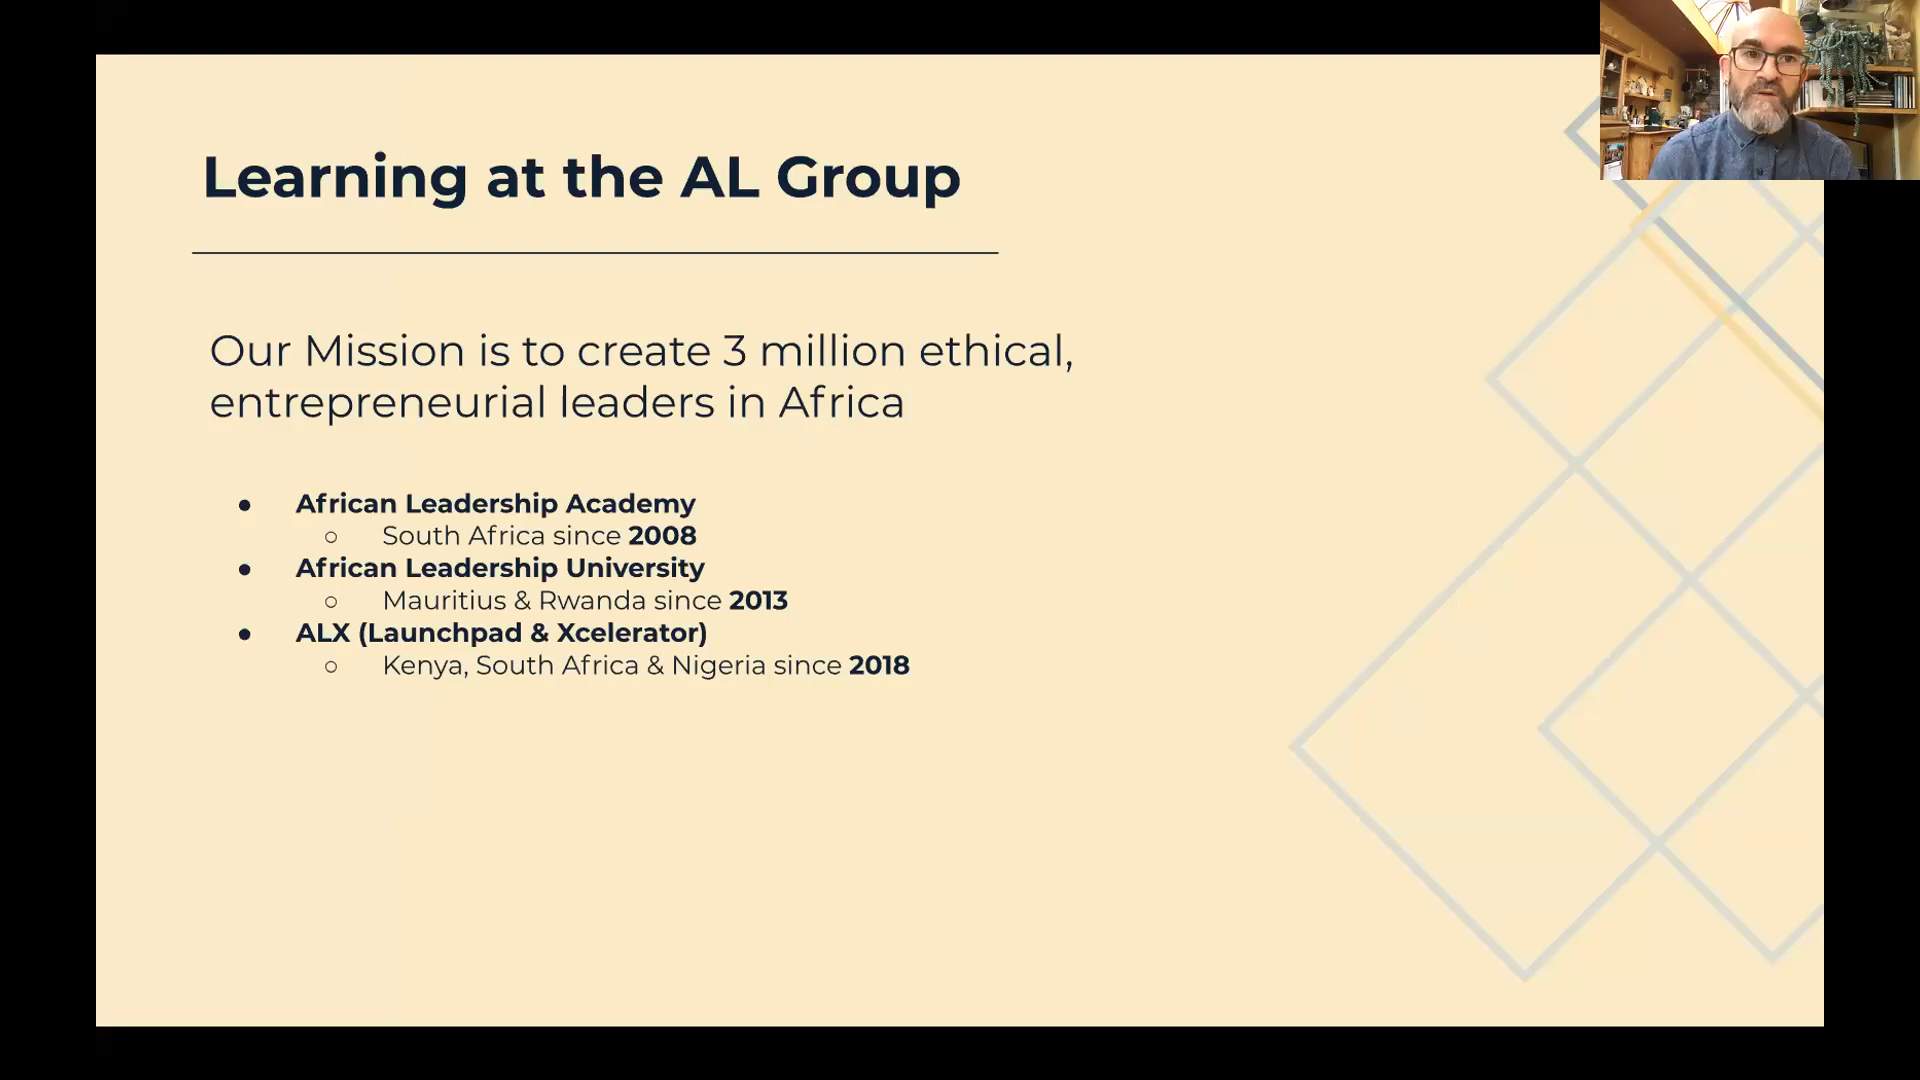 Learning at the AL Group
Our Mission is to create 3 million ethical,
entrepreneurial leaders in Africa
● African Leadership Academy
○ South Africa since 2008
● African Leadership University
○ Mauritius & Rwanda since 2013
● ALX (Launchpad & Xcelerator)
○ Kenya, South Africa & Nigeria since 2018